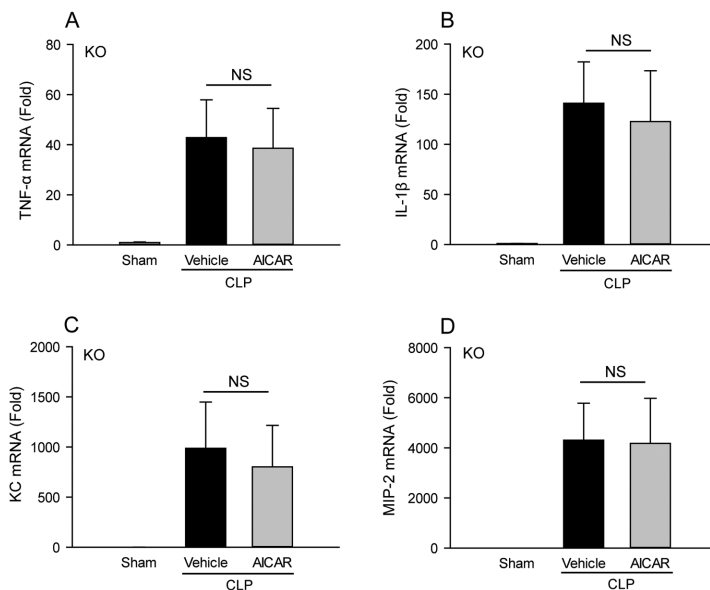 A
KO
TNF-α mRNA (Fold)
80
60
40
20
0
NS
Sham
Vehicle
AICAR
CLP
B
KO
IL-1β mRNA (Fold)
200
150
100
50
0
NS
Sham
Vehicle
AICAR
CLP
C
KO
KC mRNA (Fold)
2000
1500
1000
500
0
NS
Sham
Vehicle
AICAR
CLP
D
KO
MIP-2 mRNA (Fold)
8000
6000
4000
2000
0
NS
Sham
Vehicle
AICAR
CLP